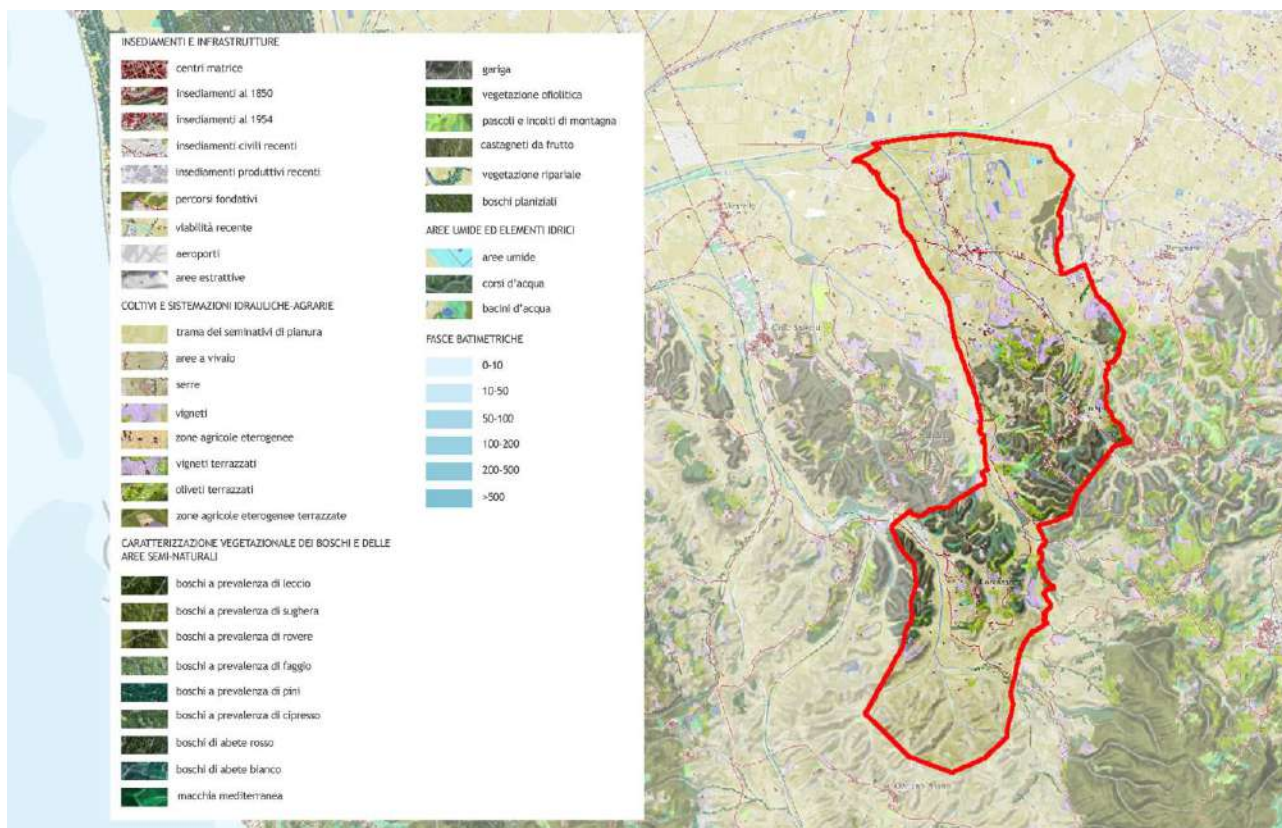 INSEDIAMENTI E INFRASTRUTTURE
centri matrice
insediamenti al 1850
insediamenti al 1954
insediamenti civili recenti
insediamenti produttivi recenti
percorsi fondativi
viabilità recente
aeroporti
aree estrattive
COLTIVI E SISTEMAZIONI IDRAULICHE-AGRARIE
trama dei seminativi di pianura
aree a vivaio
serre
vigneti
zone agricole eterogenee
vigneti terrazzati
oliveti terrazzati
zone agricole eterogenee terrazzate
CARATTERIZZAZIONE VEGETAZIONALE DEI BOSCHI E DELLE
AREE SEMI-NATURALI
boschi a prevalenza di leccio
boschi a prevalenza di sughera
boschi a prevalenza di rovere
boschi a prevalenza di faggio
boschi a prevalenza di pini
boschi a prevalenza di cipresso
boschi di abete rosso
boschi di abete bianco
macchia mediterranea
gariga
vegetazione ofiolitica
pascoli e incolti di montagna
castagneti da frutto
vegetazione ripariale
boschi planiziali
AREE UMIDE ED ELEMENTI IDRICI
aree umide
corsi d'acqua
bacini d'acqua
FASCE BATIMETRICHE
0-10
10-50
50-100
100-200
200-500
>500